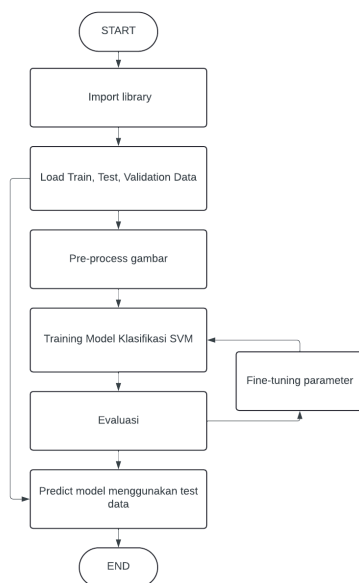 START
Import library
Load Train, Test, Validation Data
Pre-process gambar
Training Model Klasifikasi SVM
Fine-tuning parameter
Evaluasi
Predict model menggunakan test
data
END